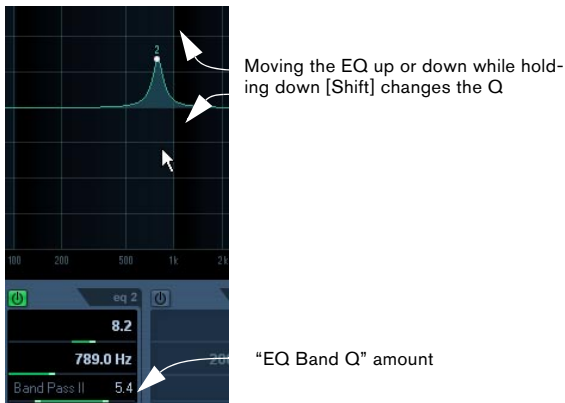 2
Moving the EQ up or down while hold-
ing down [Shift] changes the Q
100 200 500 1k 2k
eq 2
8.2
789.0 Hz
Band Pass II 5.4
"EQ Band Q" amount